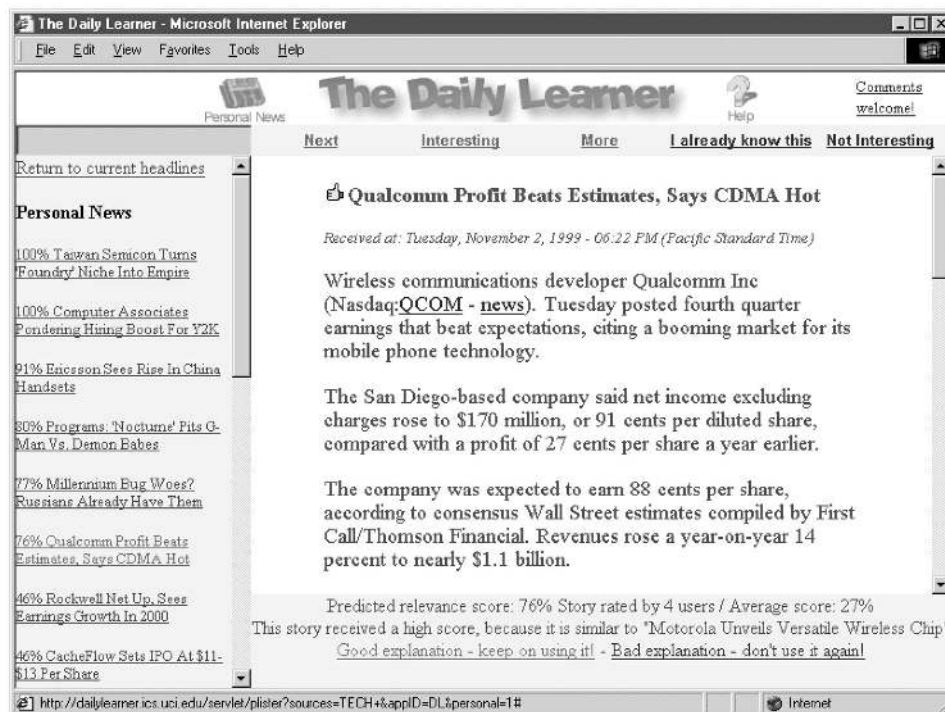 The Daily Learner - Microsoft Internet Explorer
File Edit View Favorites Tools Help
Personal News
The Daily Learner
Help
Comments
welcome!
Next Interesting More I already know this Not Interesting
Return to current headlines
Personal News
100% Taiwan Semicon Turns
'Foundry' Niche Into Empire
100% Computer Associates
Pondering Hiring Boost For Y2K
91% Ericsson Sees Rise In China
Handsets
80% Programs: 'Nocturne' Pits G-
Man Vs. Demon Babes
77% Millennium Bug Woes?
Russians Already Have Them
76% Qualcomm Profit Beats
Estimates, Says CDMA Hot
46% Rockwell Net Up, Sees
Earnings Growth In 2000
46% CacheFlow Sets IPO At $11-
$13 Per Share
Qualcomm Profit Beats Estimates, Says CDMA Hot
Received at: Tuesday, November 2, 1999 - 06:22 PM (Pacific Standard Time)
Wireless communications developer Qualcomm Inc
(Nasdaq:QCOM - news). Tuesday posted fourth quarter
earnings that beat expectations, citing a booming market for its
mobile phone technology.
The San Diego-based company said net income excluding
charges rose to $170 million, or 91 cents per diluted share,
compared with a profit of 27 cents per share a year earlier.
The company was expected to earn 88 cents per share,
according to consensus Wall Street estimates compiled by First
Call/Thomson Financial. Revenues rose a year-on-year 14
percent to nearly $1.1 billion.
Predicted relevance score: 76% Story rated by 4 users / Average score: 27%
This story received a high score, because it is similar to "Motorola Unveils Versatile Wireless Chip"
Good explanation - keep on using it! - Bad explanation - don't use it again!
http://dailylearner.ics.uci.edu/servlet/plister?sources=TECH+&appID=DL&personal=1# Internet